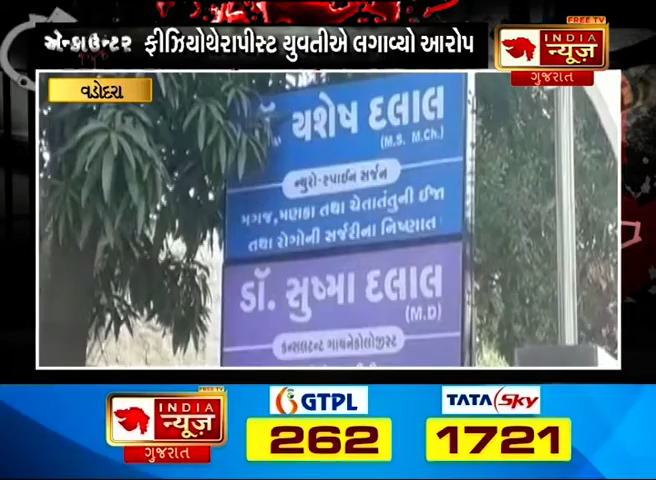 એન્કાઉન્ટર
ફીઝિયોથેરાપીસ્ટ યુવતીએ લગાવ્યો આરોપ
FREE TV
INDIA
न्यूज़
ગુજરાત
વડોદરા
ડૉ. યશેષ દલાલ
(M.S. M.Ch.)
ન્યુરો-સ્પાઈન સર્જન
મગજ, મણકા તથા ચેતાતંતુની ઈજા
તથા રોગોની સર્જરીના નિષ્ણાત
ડૉ. સુષ્મા દલાલ
(M.D)
કન્સલ્ટન્ટ ગાયનેકોલોજીસ્ટ
FREE TV
INDIA
न्यूज़
ગુજરાત
GTPL
262
TATA Sky
1721